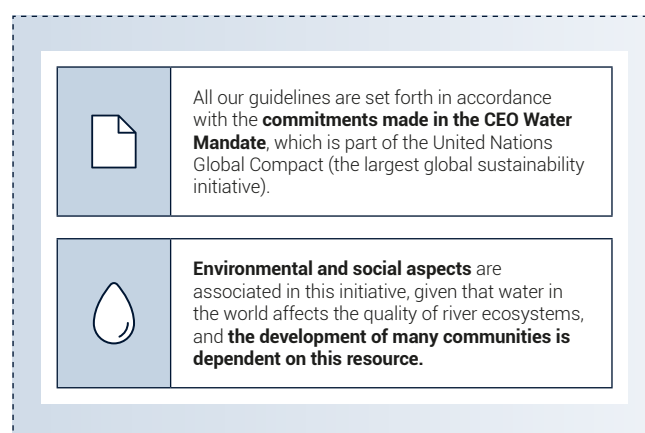 All our guidelines are set forth in accordance
with the commitments made in the CEO Water
Mandate, which is part of the United Nations
Global Compact (the largest global sustainability
initiative).
Environmental and social aspects are
associated in this initiative, given that water in
the world affects the quality of river ecosystems,
and the development of many communities is
dependent on this resource.